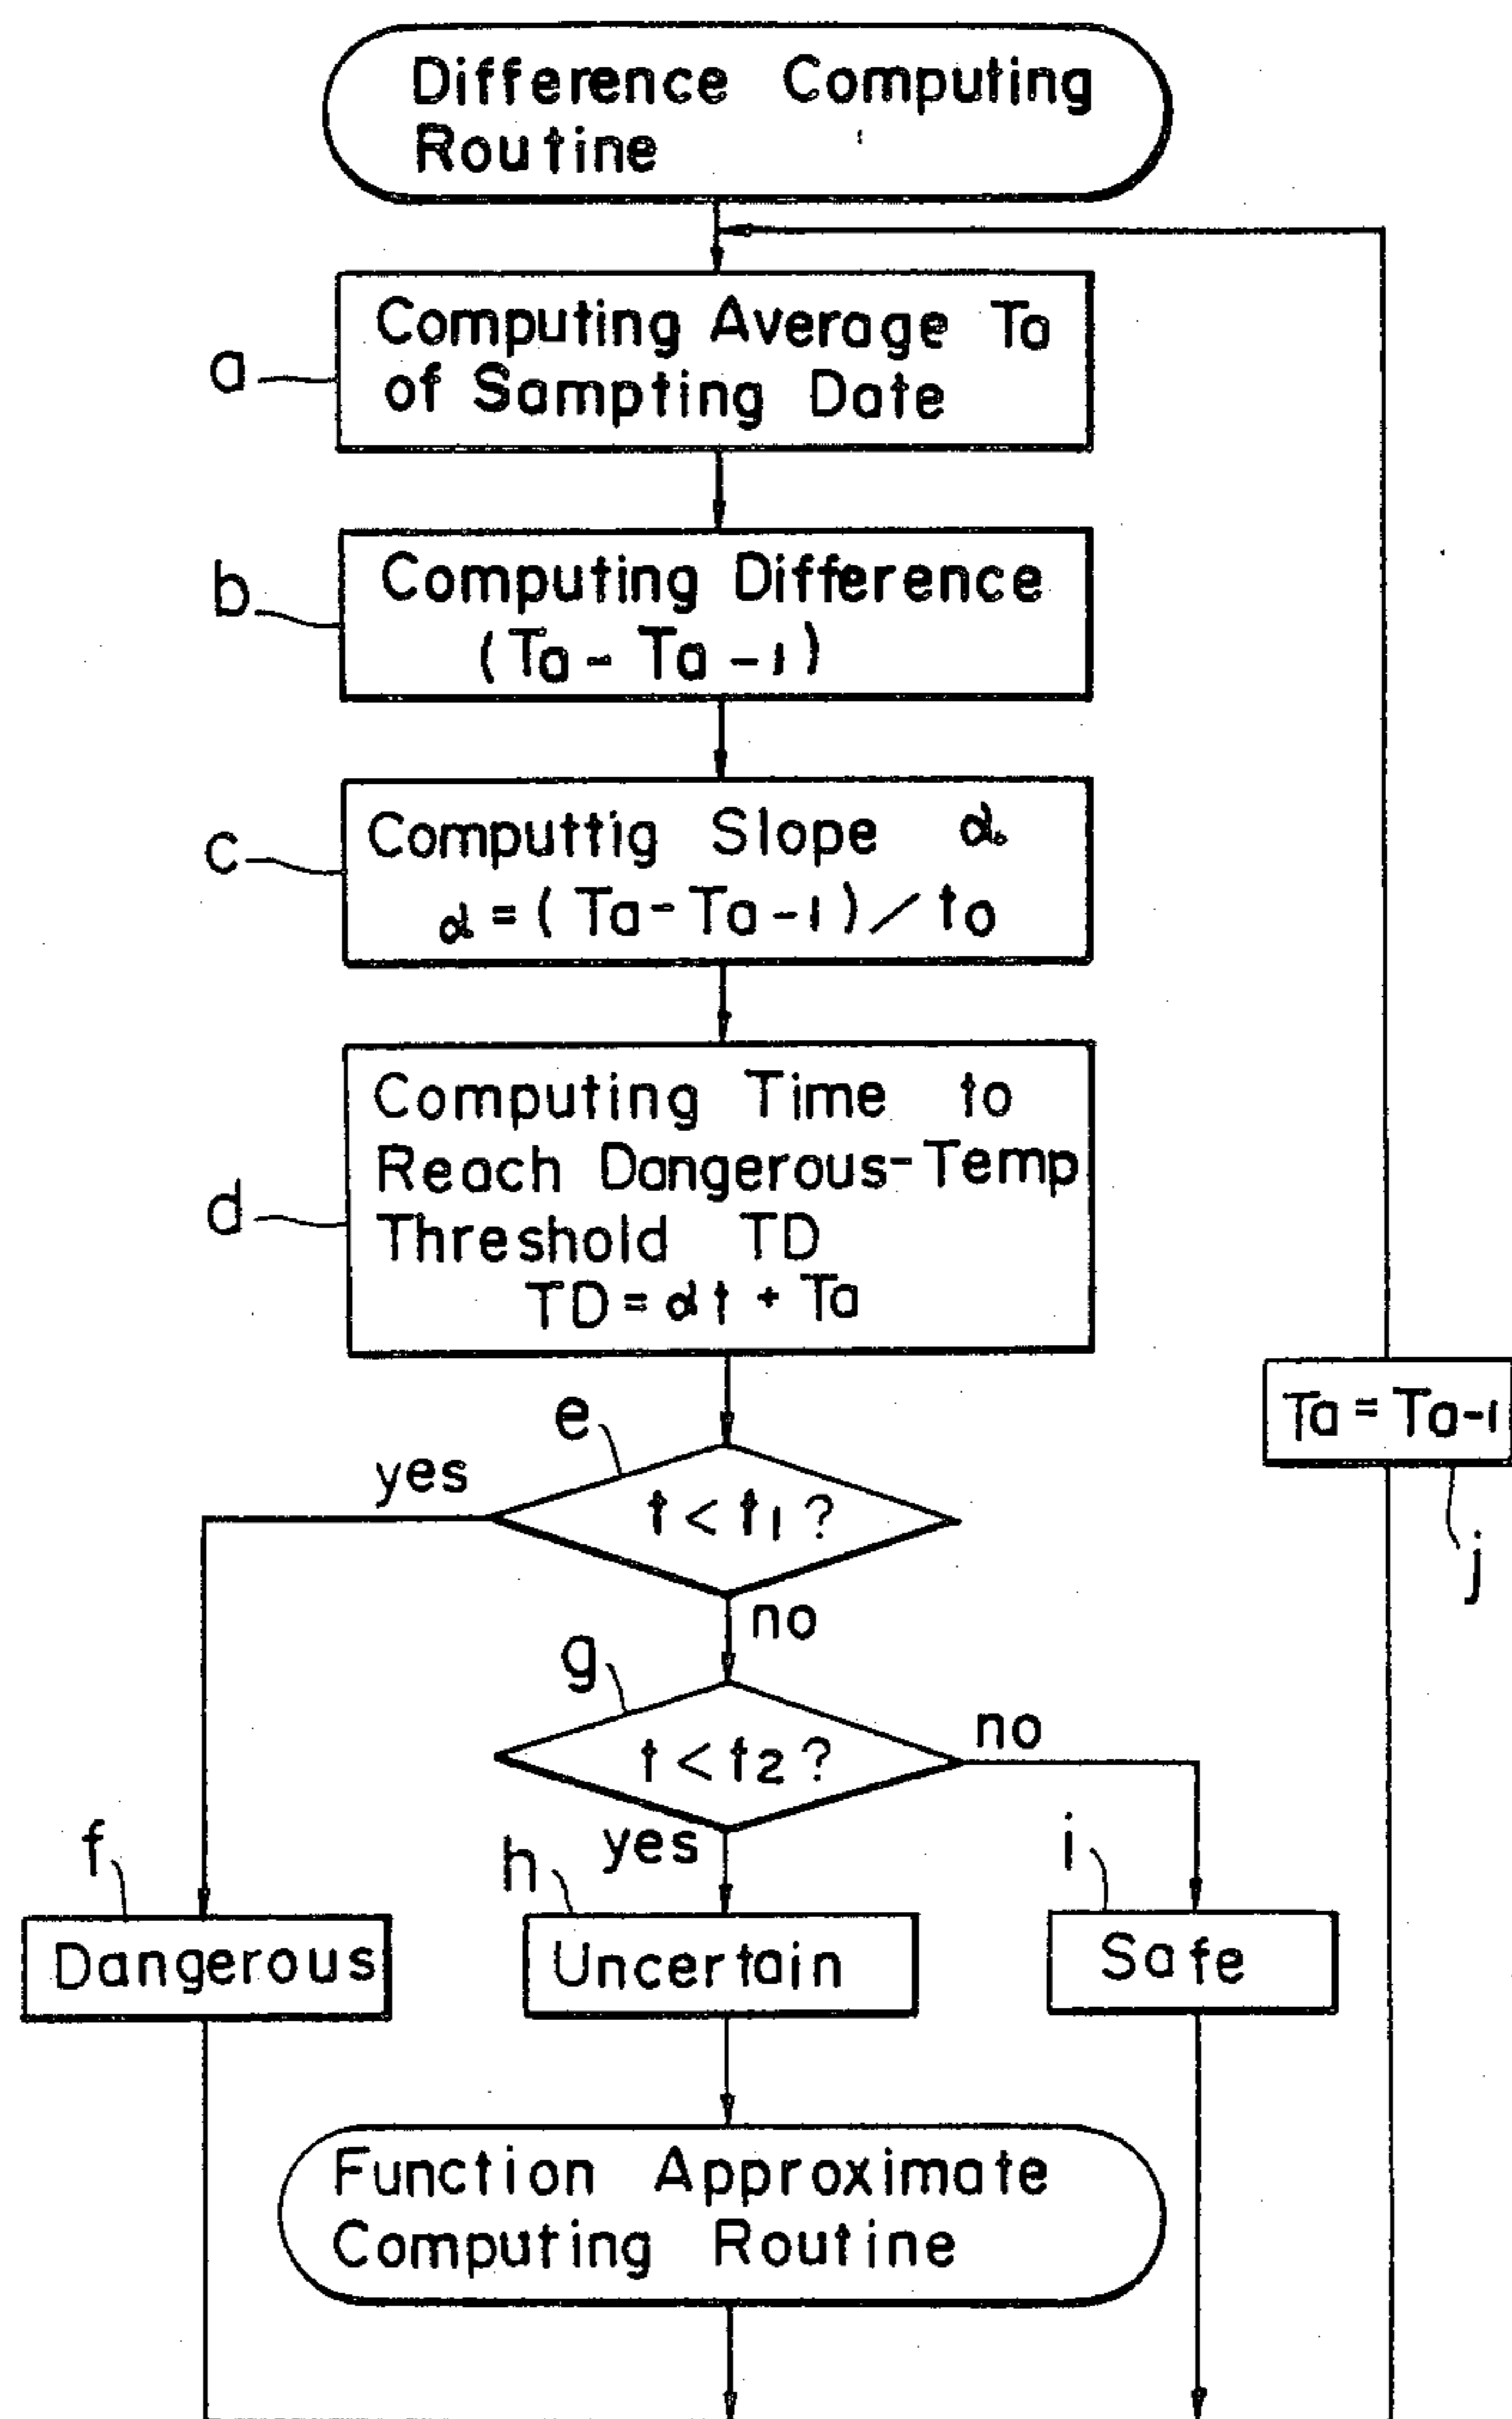 Difference Computing
Routine
a
Computing Average Ta
of Sampting Date
b
Computing Difference
(Ta - Ta -1)
c
Computtig Slope α
α = (Ta - Ta -1) / to
d
Computing Time to
Reach Dangerous-Temp
Threshold TD
TD = αt + Ta
e
yes
t < t1 ?
no
Ta = Ta-1
j
g
t < t2 ?
no
yes
f
h
i
Dangerous
Uncertain
Safe
Function Approximate
Computing Routine